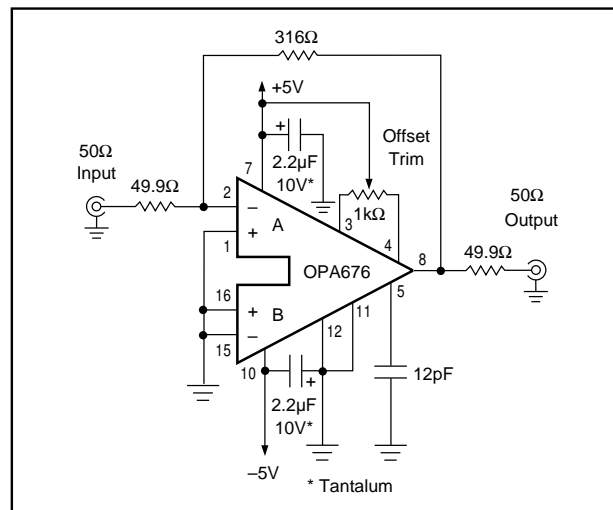 316Ω
+5V
+
2.2µF
10V*
Offset
Trim
50Ω
Input
49.9Ω
7
2
–
A
+
1
3
1kΩ
4
50Ω
Output
8
49.9Ω
OPA676
5
16
+
B
–
15
11
12
10
+
2.2µF
10V*
12pF
–5V
* Tantalum